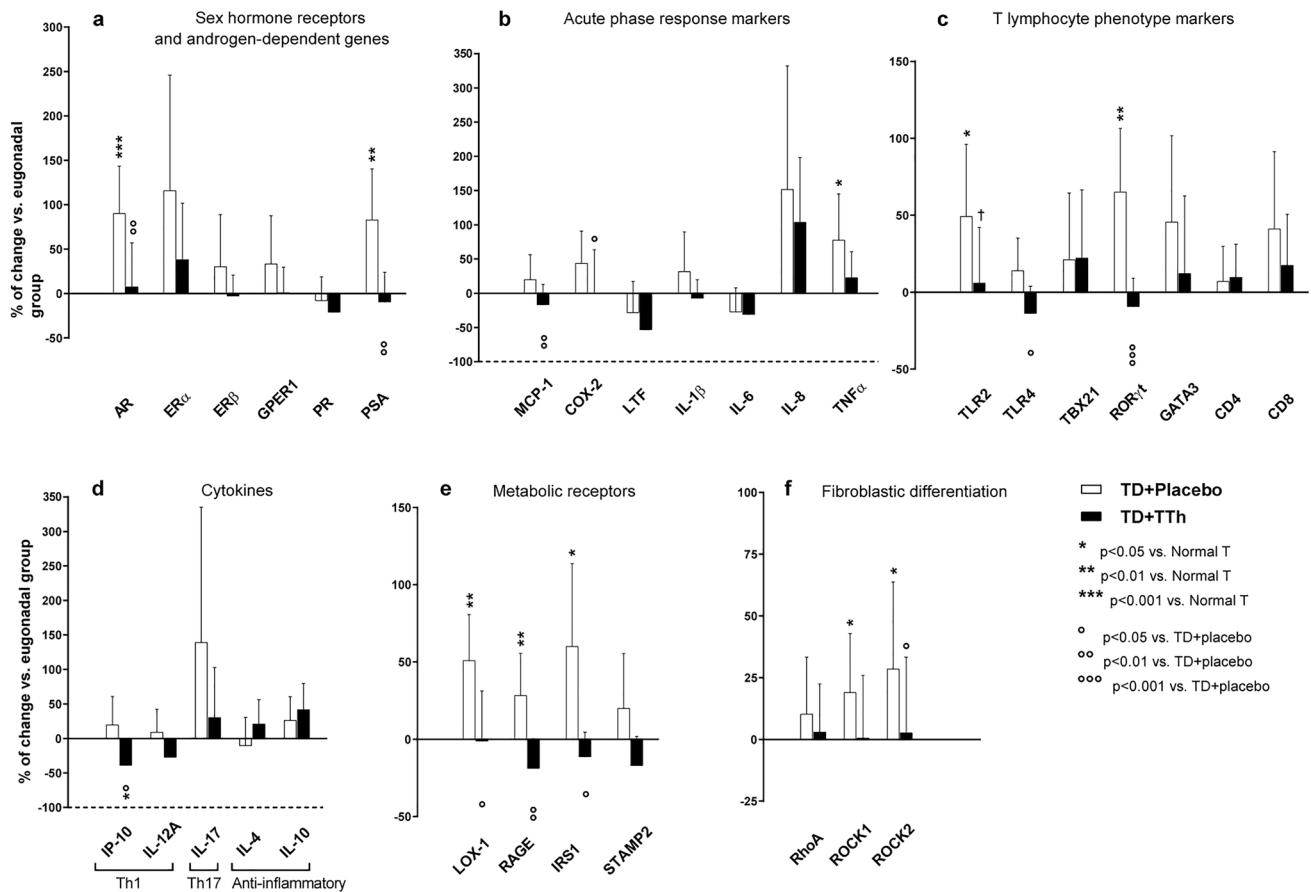 a
Sex hormone receptors
and androgen-dependent genes
% of change vs. eugonadal
group
300
250
200
150
100
50
0
-50
***
°°
**
°°
AR
ERα
ERβ
GPER1
PR
PSA
b
Acute phase response markers
350
300
250
200
150
100
50
0
-50
-100
°°
°
*
MCP-1
COX-2
LTF
IL-1β
IL-6
IL-8
TNFα
c
T lymphocyte phenotype markers
150
100
50
0
-50
*
†
°
**
°°°
TLR2
TLR4
TBX21
RORγt
GATA3
CD4
CD8
d
Cytokines
% of change vs. eugonadal group
350
300
250
200
150
100
50
0
-50
-100
°
*
IP-10
IL-12A
IL-17
IL-4
IL-10
Th1
Th17
Anti-inflammatory
e
Metabolic receptors
150
100
50
0
-50
**
°
**
°°
*
°
LOX-1
RAGE
IRS1
STAMP2
f
Fibroblastic differentiation
100
75
50
25
0
-25
*
*
°
RhoA
ROCK1
ROCK2
TD+Placebo
TD+TTh
* p<0.05 vs. Normal T
** p<0.01 vs. Normal T
*** p<0.001 vs. Normal T
° p<0.05 vs. TD+placebo
°° p<0.01 vs. TD+placebo
°°° p<0.001 vs. TD+placebo